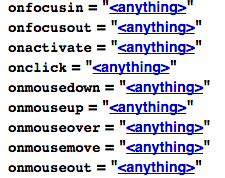 onfocusin = "<anything>"
onfocusout = "<anything>"
onactivate = "<anything>"
onclick = "<anything>"
onmousedown = "<anything>"
onmouseup = "<anything>"
onmouseover = "<anything>"
onmousemove = "<anything>"
onmouseout = "<anything>"